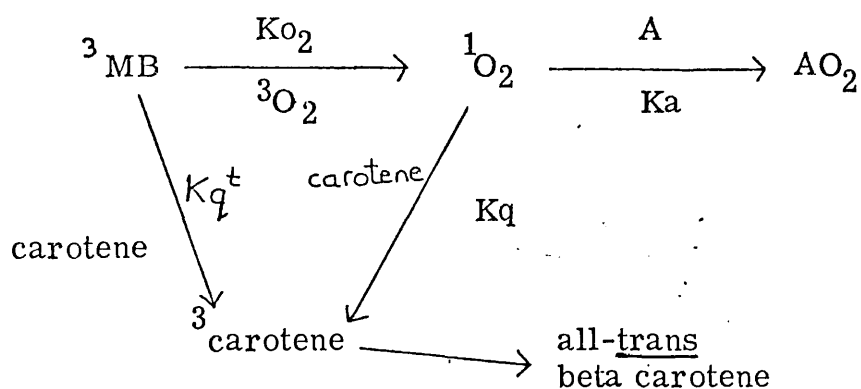 Ko₂ A
³MB ¹O₂ AO₂
³O₂ Ka
Kqᵗ carotene Kq
carotene
³carotene all-trans
beta carotene